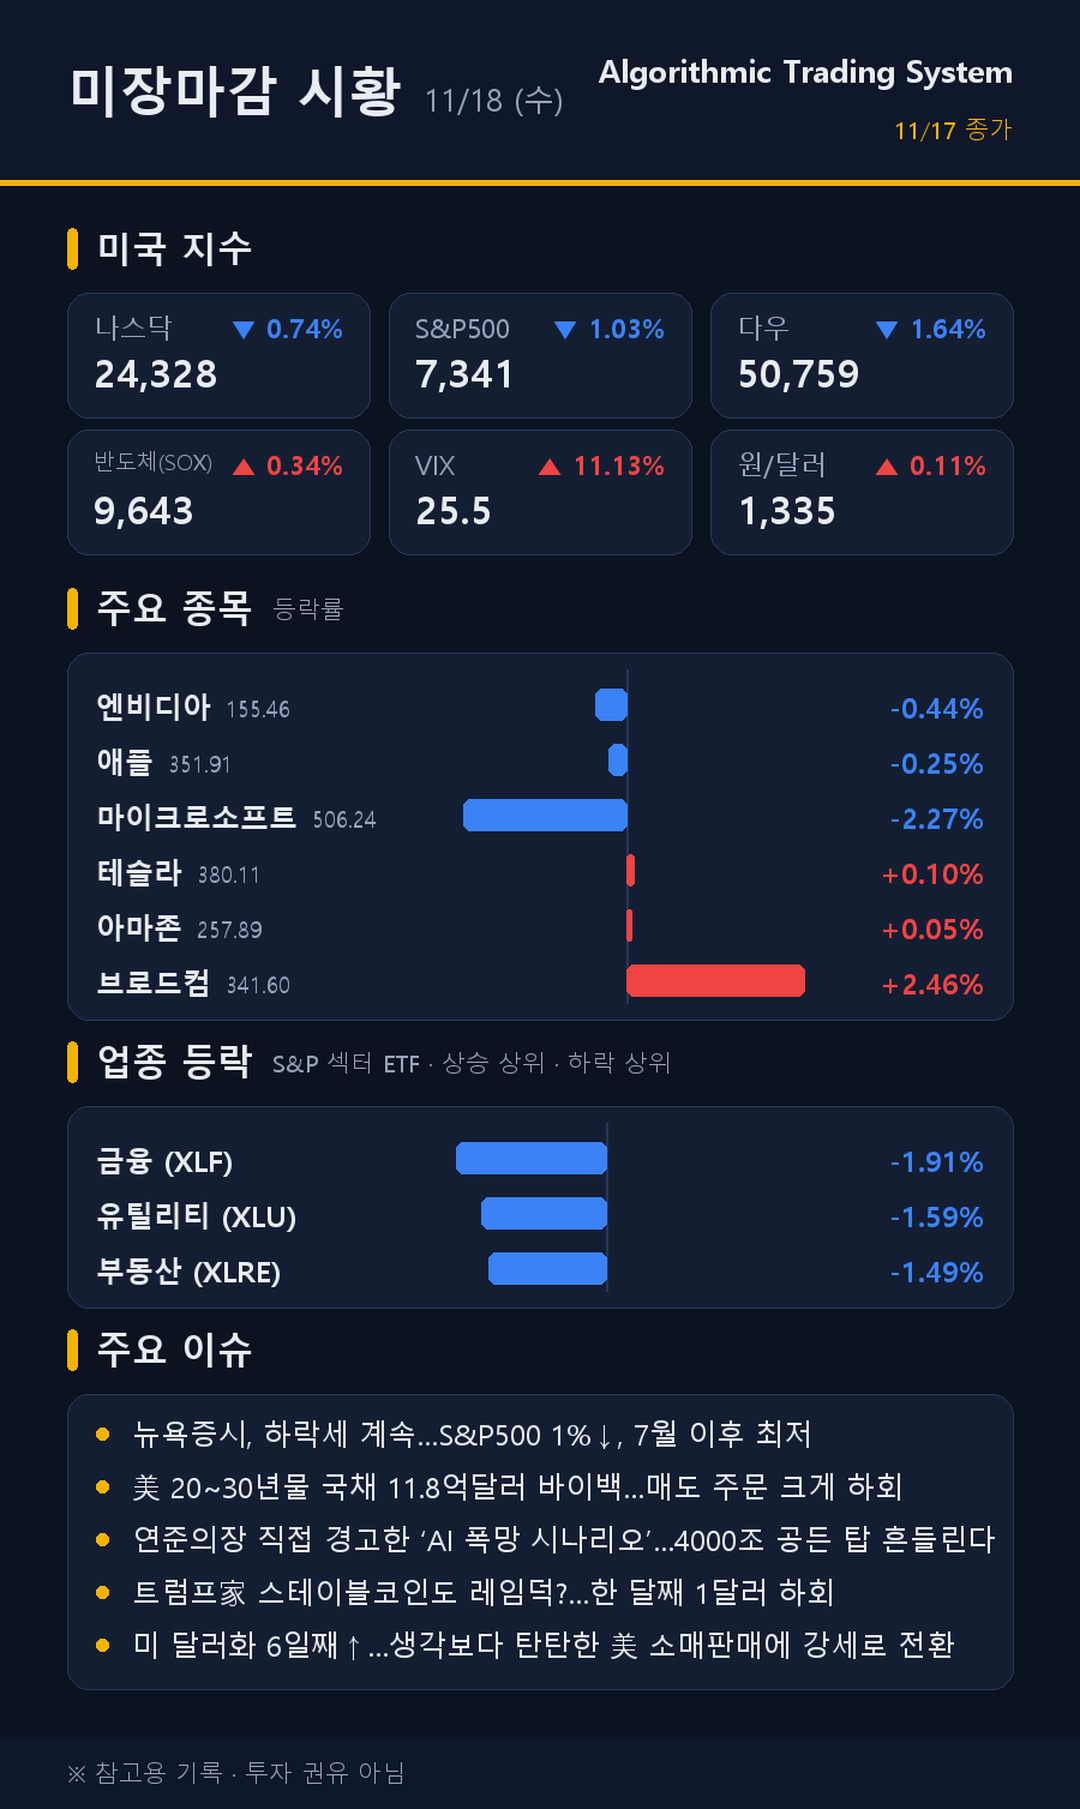 미장마감 시황 11/18 (수)
Algorithmic Trading System
11/17 종가
미국 지수
나스닥 ▼ 0.74%
24,328
S&P500 ▼ 1.03%
7,341
다우 ▼ 1.64%
50,759
반도체(SOX) ▲ 0.34%
9,643
VIX ▲ 11.13%
25.5
원/달러 ▲ 0.11%
1,335
주요 종목 등락률
엔비디아 155.46 -0.44%
애플 351.91 -0.25%
마이크로소프트 506.24 -2.27%
테슬라 380.11 +0.10%
아마존 257.89 +0.05%
브로드컴 341.60 +2.46%
업종 등락 S&P 섹터 ETF · 상승 상위 · 하락 상위
금융 (XLF) -1.91%
유틸리티 (XLU) -1.59%
부동산 (XLRE) -1.49%
주요 이슈
뉴욕증시, 하락세 계속…S&P500 1%↓, 7월 이후 최저
美 20~30년물 국채 11.8억달러 바이백…매도 주문 크게 하회
연준의장 직접 경고한 ‘AI 폭망 시나리오’…4000조 공든 탑 흔들린다
트럼프家 스테이블코인도 레임덕?…한 달째 1달러 하회
미 달러화 6일째↑…생각보다 탄탄한 美 소매판매에 강세로 전환
※ 참고용 기록 · 투자 권유 아님